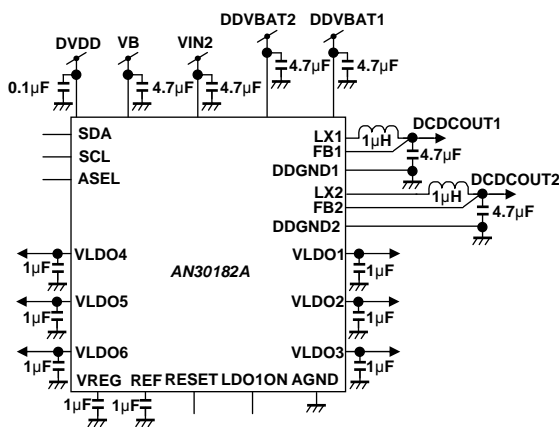 DDVBAT2 DDVBAT1
DVDD VB VIN2
0.1µF 4.7µF 4.7µF 4.7µF 4.7µF
SDA LX1 DCDCOUT1
1µH
SCL FB1
4.7µF
ASEL DDGND1
LX2 DCDCOUT2
1µH
FB2
4.7µF
DDGND2
VLDO4 AN30182A VLDO1
1µF 1µF
VLDO5 VLDO2
1µF 1µF
VLDO6 VLDO3
1µF 1µF
VREG REF RESET LDO1ON AGND
1µF 1µF